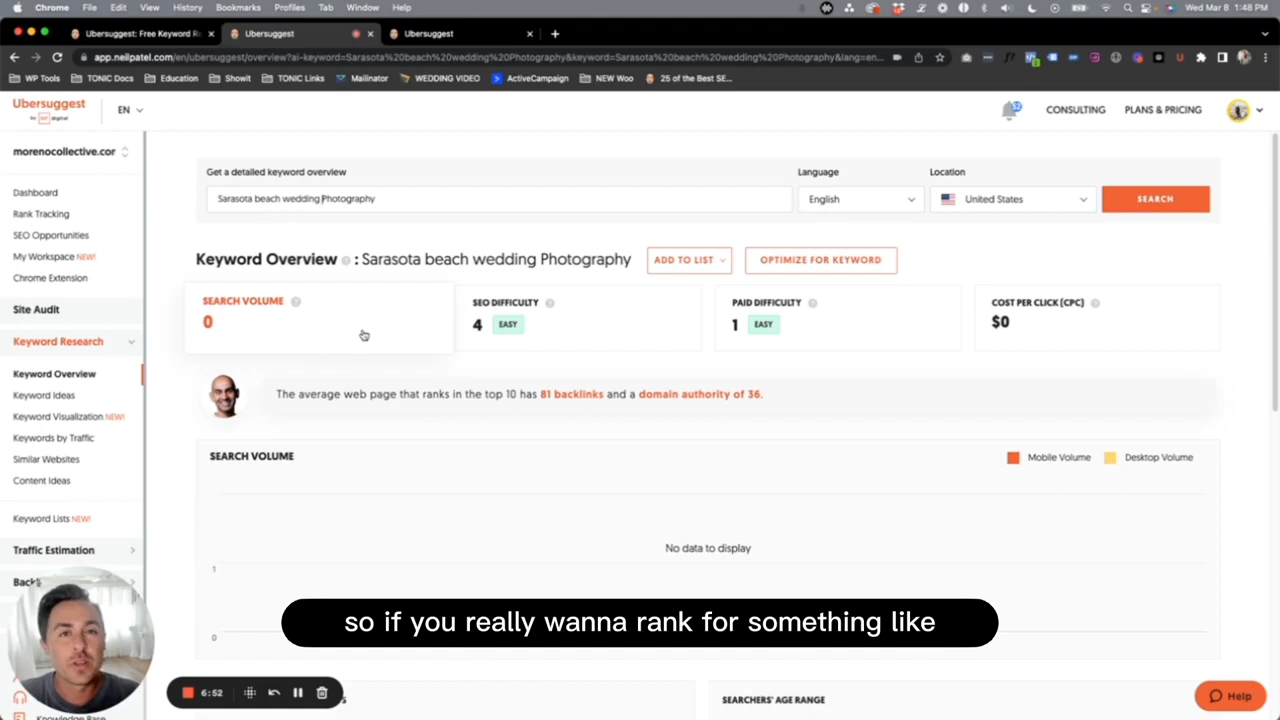 Chrome File Edit View History Bookmarks Profiles Tab Window Help
Wed Mar 8 1:48 PM
Ubersuggest: Free Keyword R
Ubersuggest
Ubersuggest
app.neilpatel.com/en/ubersuggest/overview?ai-keyword=Sarasota%20beach%20wedding%20Photography&keyword=Sarasota%20beach%20wedding%20Photography&lang=en...
WP Tools TONIC Docs Education Showit TONIC Links Mailinator WEDDING VIDEO ActiveCampaign NEW Woo 25 of the Best SE...
Ubersuggest
by NP digital
EN
CONSULTING
PLANS & PRICING
morenocollective.com
Dashboard
Rank Tracking
SEO Opportunities
My Workspace NEW!
Chrome Extension
Site Audit
Keyword Research
Keyword Overview
Keyword Ideas
Keyword Visualization NEW!
Keywords by Traffic
Similar Websites
Content Ideas
Keyword Lists NEW!
Traffic Estimation
Get a detailed keyword overview
Language
Location
Sarasota beach wedding Photography
English
United States
SEARCH
Keyword Overview : Sarasota beach wedding Photography
ADD TO LIST
OPTIMIZE FOR KEYWORD
SEARCH VOLUME
0
SEO DIFFICULTY
4 EASY
PAID DIFFICULTY
1 EASY
COST PER CLICK (CPC)
$0
The average web page that ranks in the top 10 has 81 backlinks and a domain authority of 36.
SEARCH VOLUME
Mobile Volume
Desktop Volume
No data to display
1
0
so if you really wanna rank for something like
6:52
SEARCHERS' AGE RANGE
Help
Knowledge Base